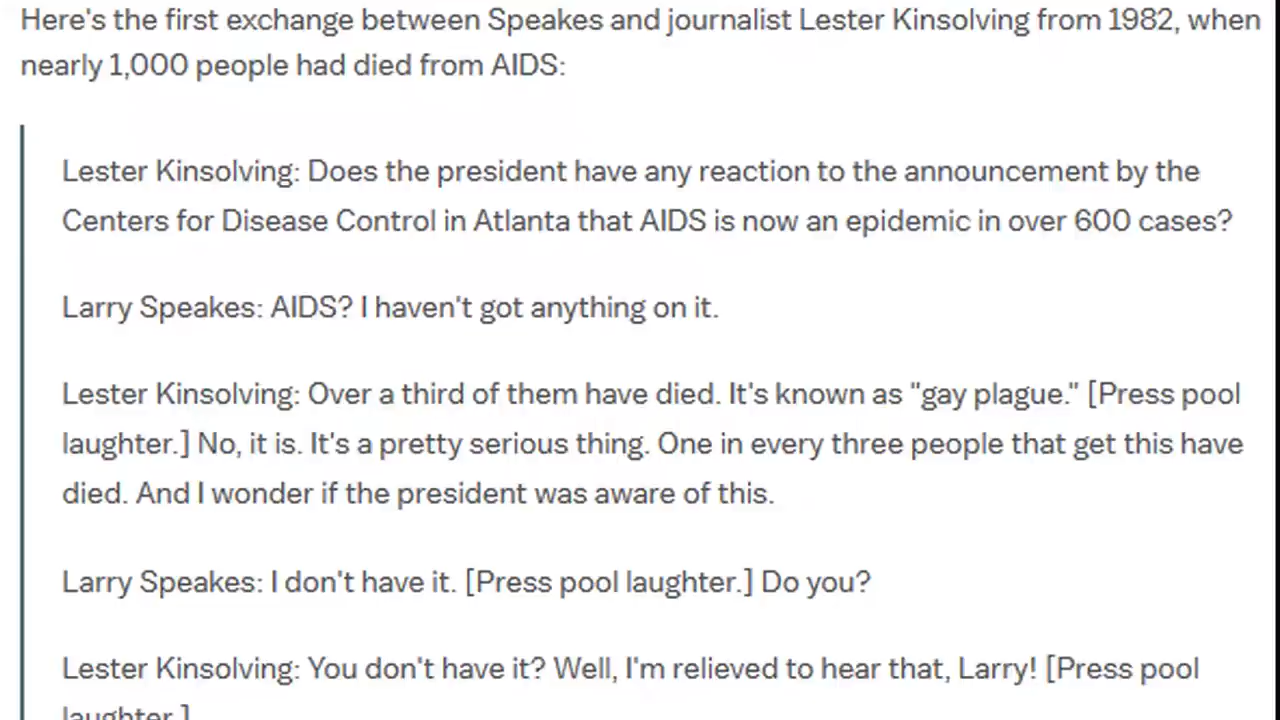 Here's the first exchange between Speakes and journalist Lester Kinsolving from 1982, when
nearly 1,000 people had died from AIDS:
Lester Kinsolving: Does the president have any reaction to the announcement by the
Centers for Disease Control in Atlanta that AIDS is now an epidemic in over 600 cases?
Larry Speakes: AIDS? I haven't got anything on it.
Lester Kinsolving: Over a third of them have died. It's known as "gay plague." [Press pool
laughter.] No, it is. It's a pretty serious thing. One in every three people that get this have
died. And I wonder if the president was aware of this.
Larry Speakes: I don't have it. [Press pool laughter.] Do you?
Lester Kinsolving: You don't have it? Well, I'm relieved to hear that, Larry! [Press pool
laughter.]